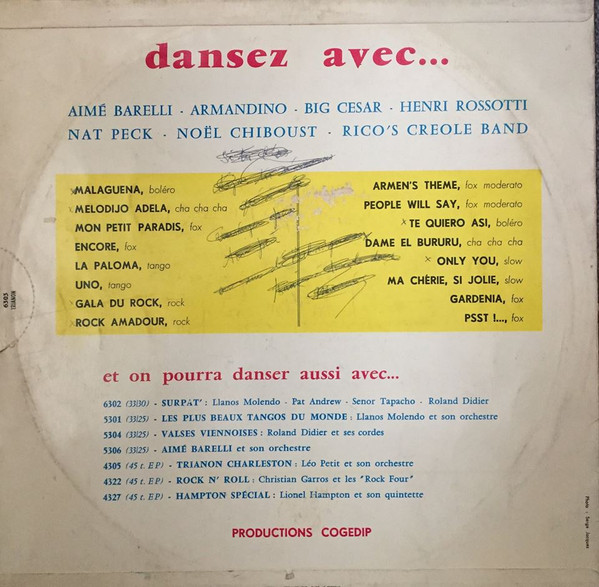 dansez avec...
AIMÉ BARELLI - ARMANDINO - BIG CESAR - HENRI ROSSOTTI
NAT PECK - NOËL CHIBOUST - RICO'S CREOLE BAND
MALAGUENA, boléro
MELODIJO ADELA, cha cha cha
MON PETIT PARADIS, fox
ENCORE, fox
LA PALOMA, tango
UNO, tango
GALA DU ROCK, rock
ROCK AMADOUR, rock
ARMEN'S THEME, fox moderato
PEOPLE WILL SAY, fox moderato
TE QUIERO ASI, boléro
DAME EL BURURU, cha cha cha
ONLY YOU, slow
MA CHÉRIE, SI JOLIE, slow
GARDENIA, fox
PSST !..., fox
6305
TRIANON
et on pourra danser aussi avec...
6302 (33|30) - SURPAT' : Llanos Molendo - Pat Andrew - Senor Tapacho - Roland Didier
5301 (33|25) - LES PLUS BEAUX TANGOS DU MONDE : Llanos Molendo et son orchestre
5304 (33|25) - VALSES VIENNOISES : Roland Didier et ses cordes
5306 (33|25) - AIMÉ BARELLI et son orchestre
4305 (45 t. EP) - TRIANON CHARLESTON : Léo Petit et son orchestre
4322 (45 t. EP) - ROCK N' ROLL : Christian Garros et les "Rock Four"
4327 (45 t. EP) - HAMPTON SPÉCIAL : Lionel Hampton et son quintette
PRODUCTIONS COGEDIP
Photo - Serge Jacques